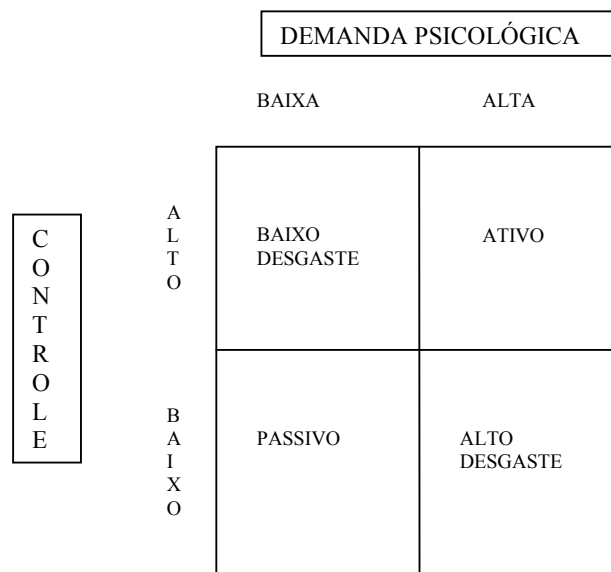 DEMANDA PSICOLÓGICA
BAIXA ALTA
CONTROLE
ALTO
BAIXO DESGASTE
ATIVO
BAIXO
PASSIVO
ALTO DESGASTE